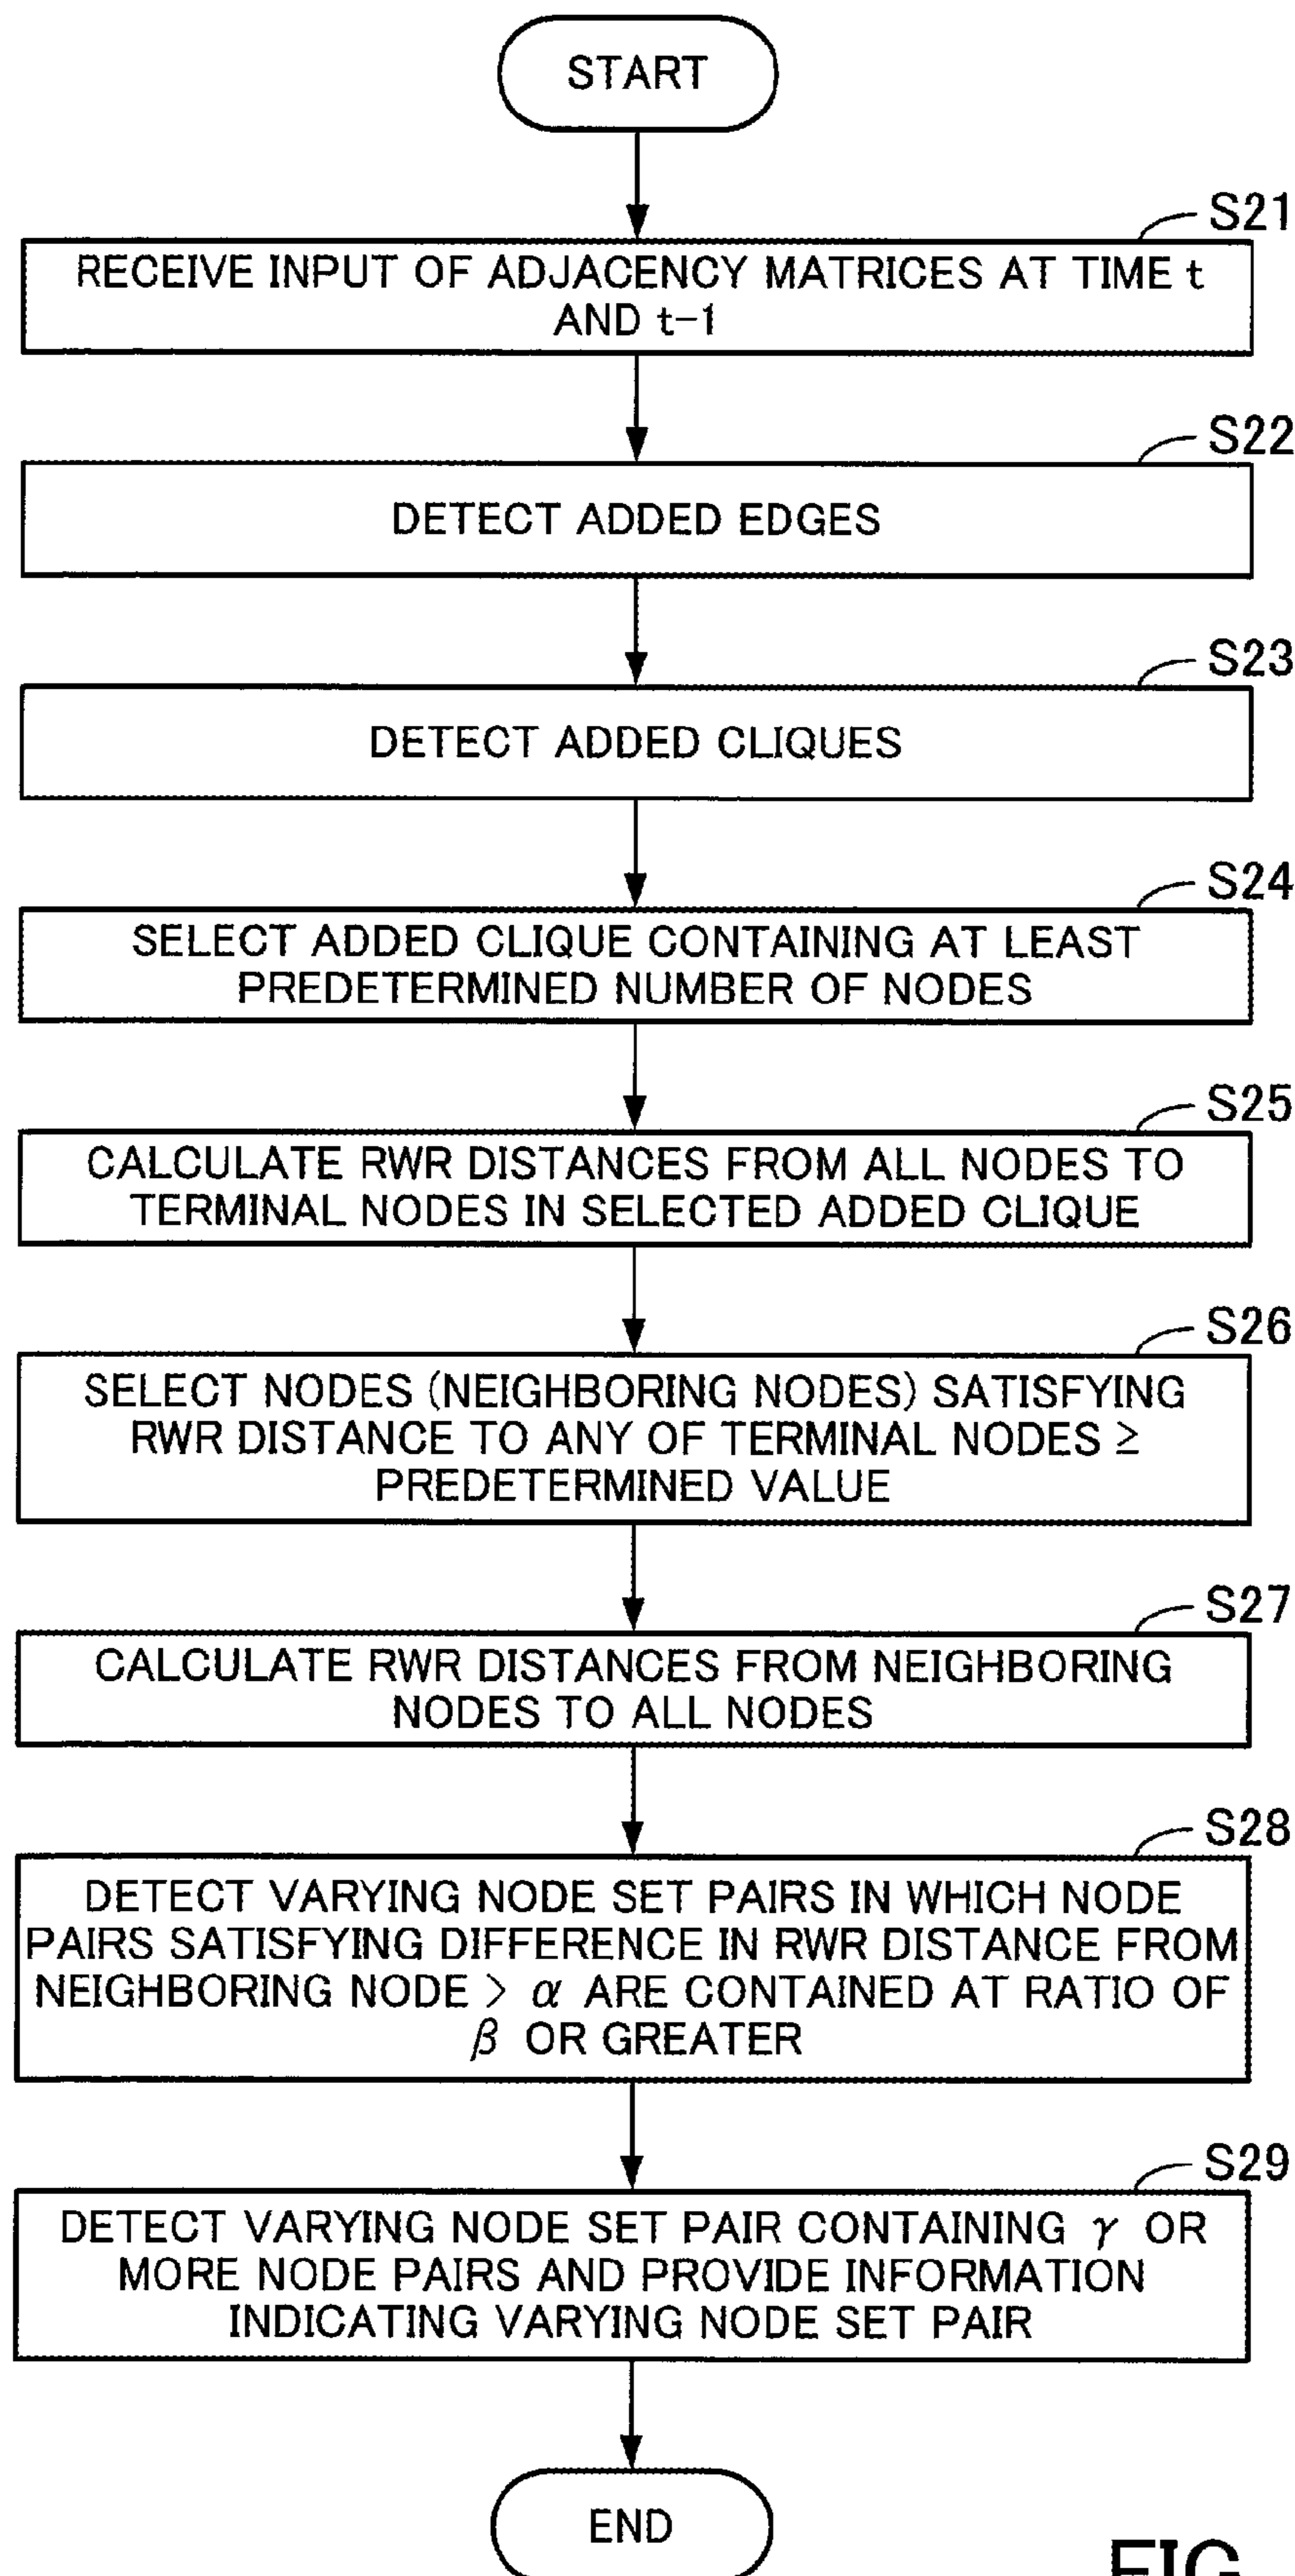 START
S21
RECEIVE INPUT OF ADJACENCY MATRICES AT TIME t
AND t-1
S22
DETECT ADDED EDGES
S23
DETECT ADDED CLIQUES
S24
SELECT ADDED CLIQUE CONTAINING AT LEAST
PREDETERMINED NUMBER OF NODES
S25
CALCULATE RWR DISTANCES FROM ALL NODES TO
TERMINAL NODES IN SELECTED ADDED CLIQUE
S26
SELECT NODES (NEIGHBORING NODES) SATISFYING
RWR DISTANCE TO ANY OF TERMINAL NODES ≥
PREDETERMINED VALUE
S27
CALCULATE RWR DISTANCES FROM NEIGHBORING
NODES TO ALL NODES
S28
DETECT VARYING NODE SET PAIRS IN WHICH NODE
PAIRS SATISFYING DIFFERENCE IN RWR DISTANCE FROM
NEIGHBORING NODE > α ARE CONTAINED AT RATIO OF
β OR GREATER
S29
DETECT VARYING NODE SET PAIR CONTAINING γ OR
MORE NODE PAIRS AND PROVIDE INFORMATION
INDICATING VARYING NODE SET PAIR
END
FIG